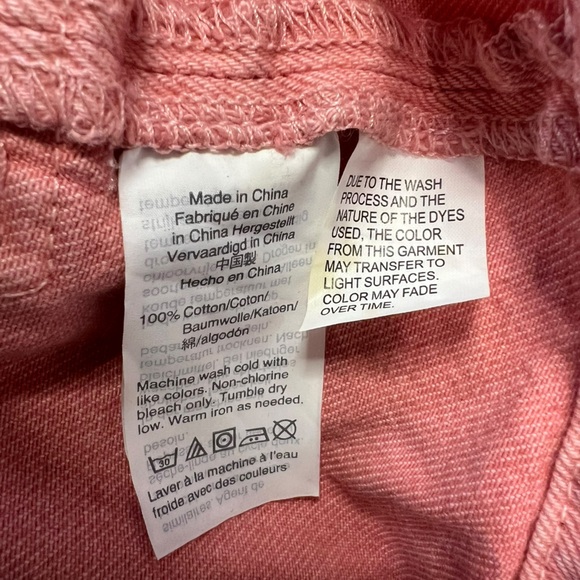 Made in China
Fabriqué en Chine
in China Hergestellt
Vervaardigd in China
中国製
Hecho en China
100% Cotton/Coton/
Baumwolle/Katoen/
綿/algodón
Machine wash cold with
like colors. Non-chlorine
bleach only. Tumble dry
low. Warm iron as needed.
30
Laver à la machine à l'eau
froide avec des couleurs
DUE TO THE WASH
PROCESS AND THE
NATURE OF THE DYES
USED, THE COLOR
FROM THIS GARMENT
MAY TRANSFER TO
LIGHT SURFACES.
COLOR MAY FADE
OVER TIME.